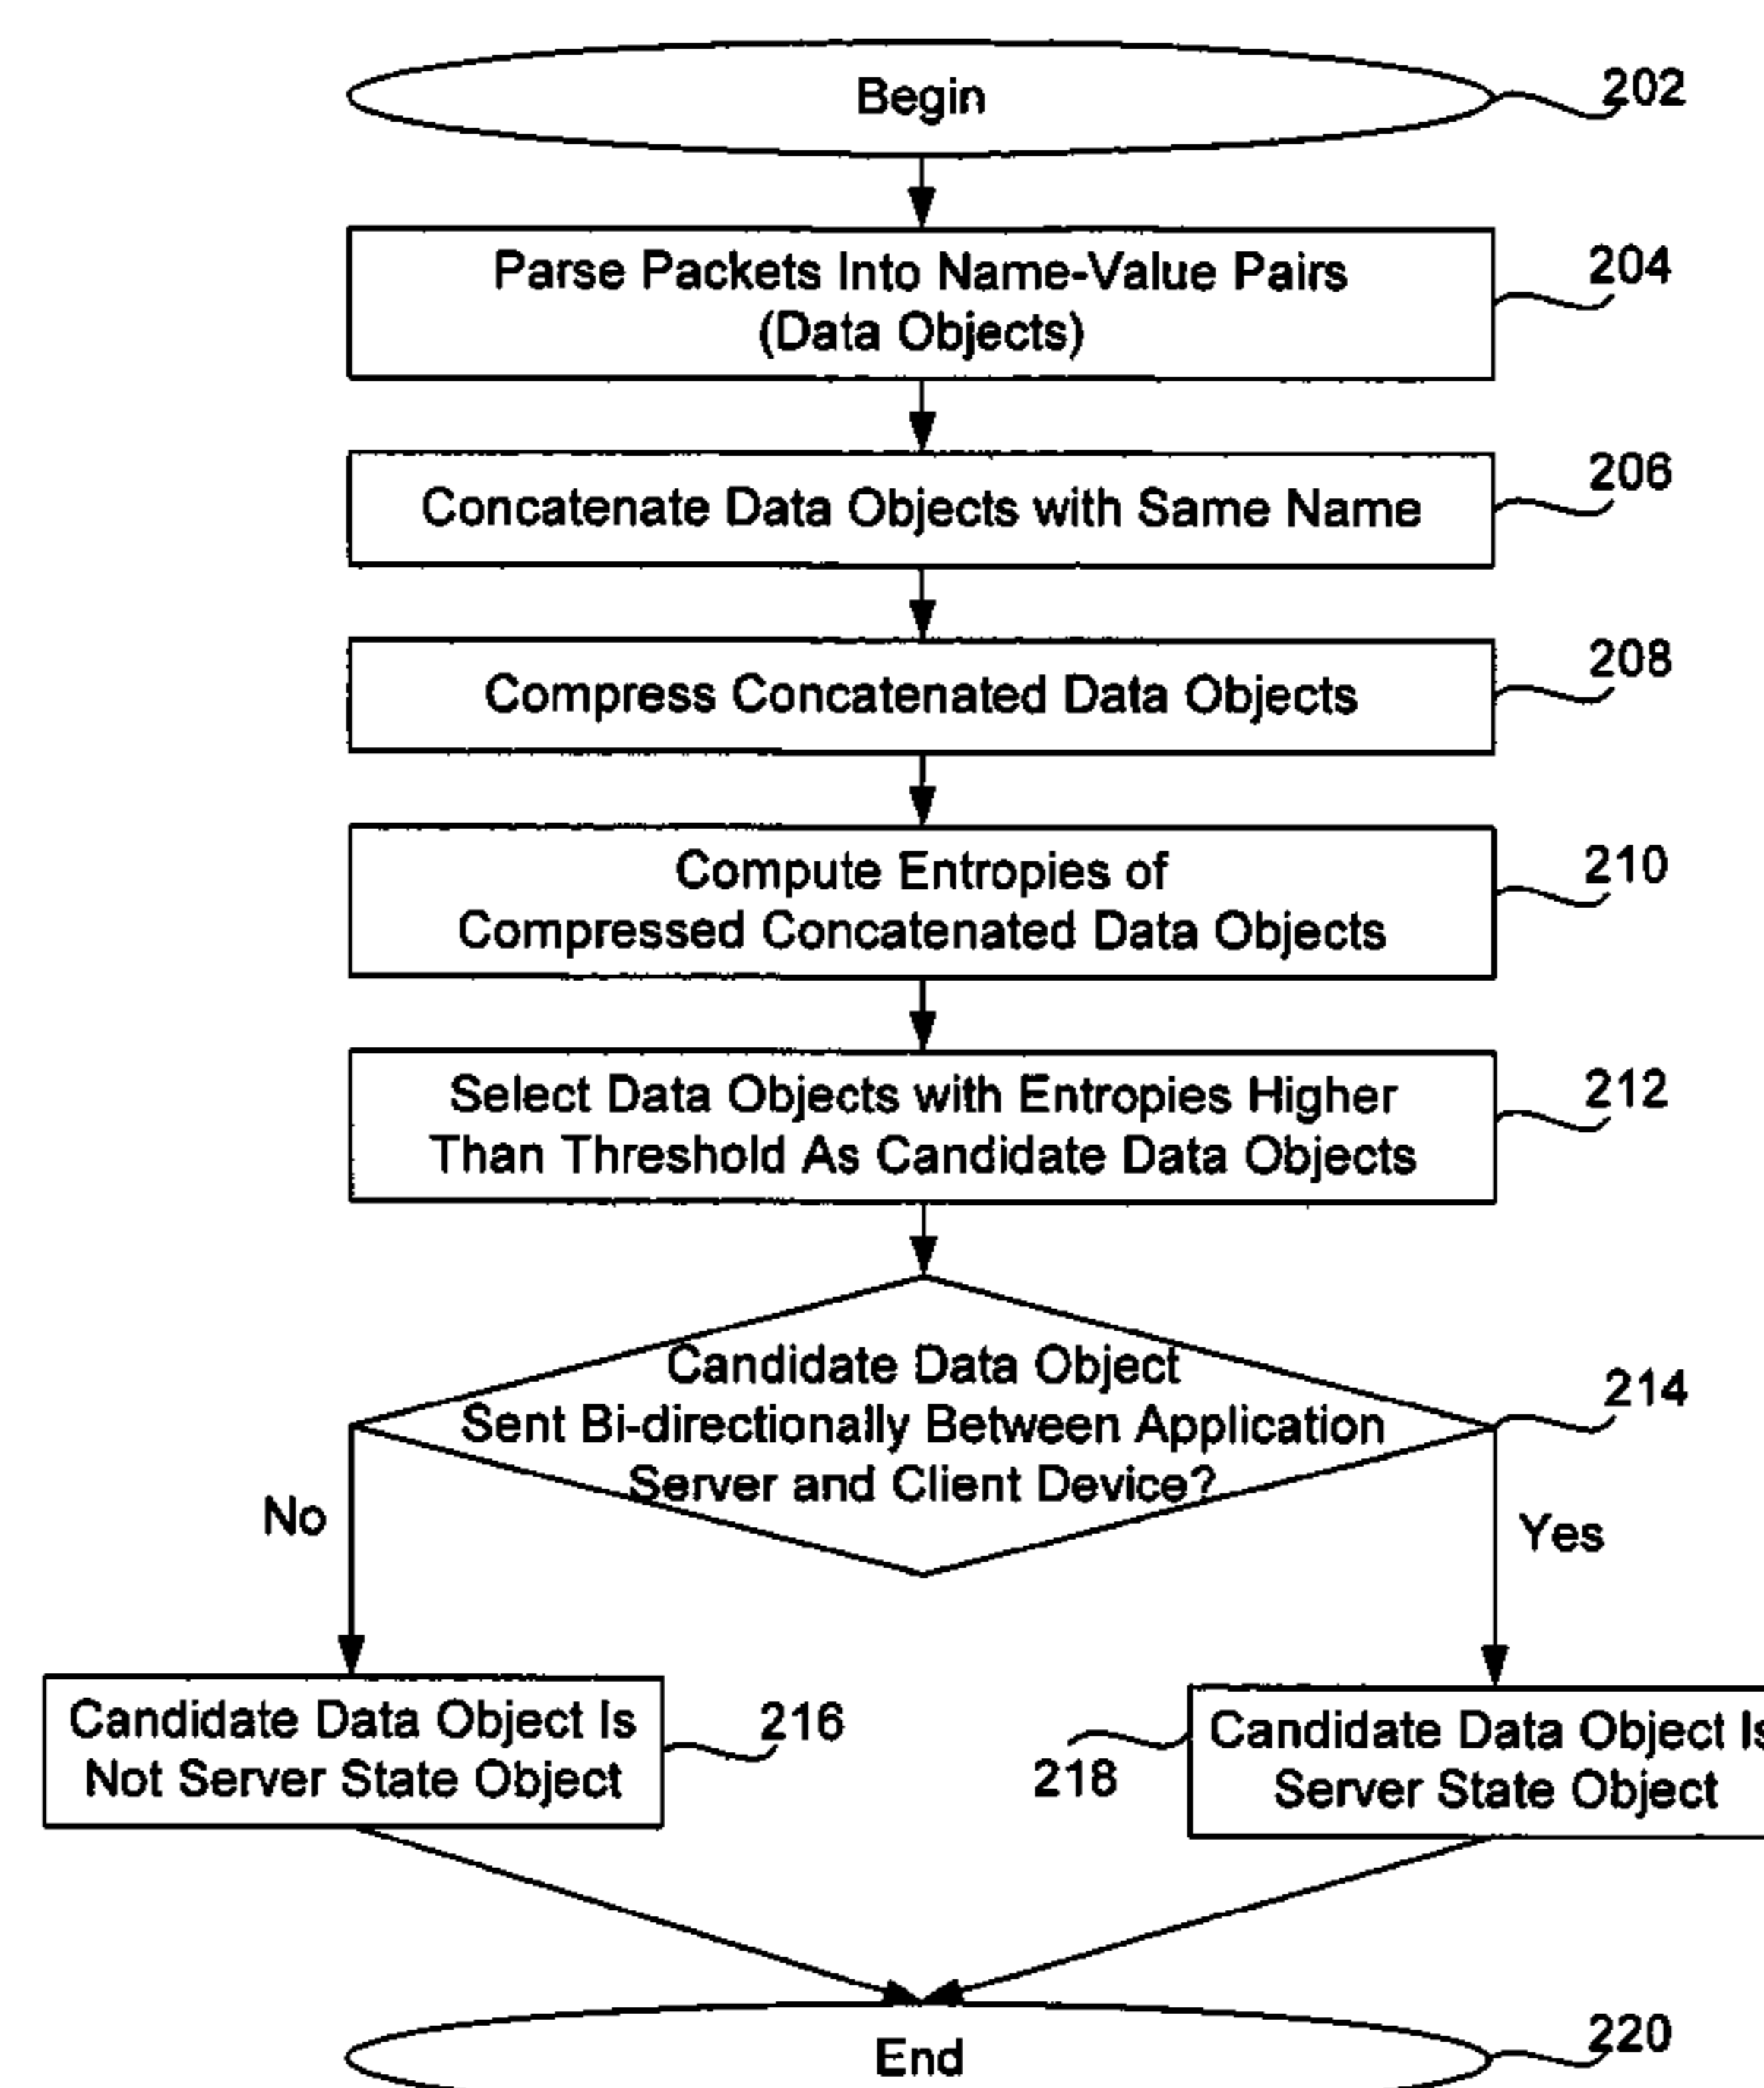 Begin
202
Parse Packets Into Name-Value Pairs
(Data Objects)
204
Concatenate Data Objects with Same Name
206
Compress Concatenated Data Objects
208
Compute Entropies of
Compressed Concatenated Data Objects
210
Select Data Objects with Entropies Higher
Than Threshold As Candidate Data Objects
212
Candidate Data Object
Sent Bi-directionally Between Application
Server and Client Device?
214
No
Yes
Candidate Data Object Is
Not Server State Object
216
218
Candidate Data Object Is
Server State Object
End
220